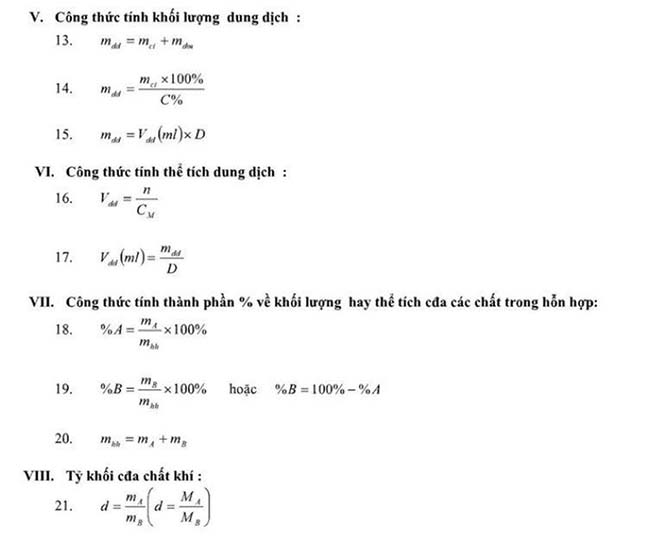 V. Công thức tính khối lượng dung dịch :
13. m_dd = m_ct + m_dm
14. m_dd = (m_ct × 100%) / C%
15. m_dd = V_dd (ml) × D
VI. Công thức tính thể tích dung dịch :
16. V_dd = n / C_M
17. V_dd (ml) = m_dd / D
VII. Công thức tính thành phần % về khối lượng hay thể tích cđa các chất trong hỗn hợp:
18. %A = m_A / m_hh × 100%
19. %B = m_B / m_hh × 100% hoặc %B = 100% − %A
20. m_hh = m_A + m_B
VIII. Tỷ khối cđa chất khí :
21. d = m_A / m_B ( d = M_A / M_B )